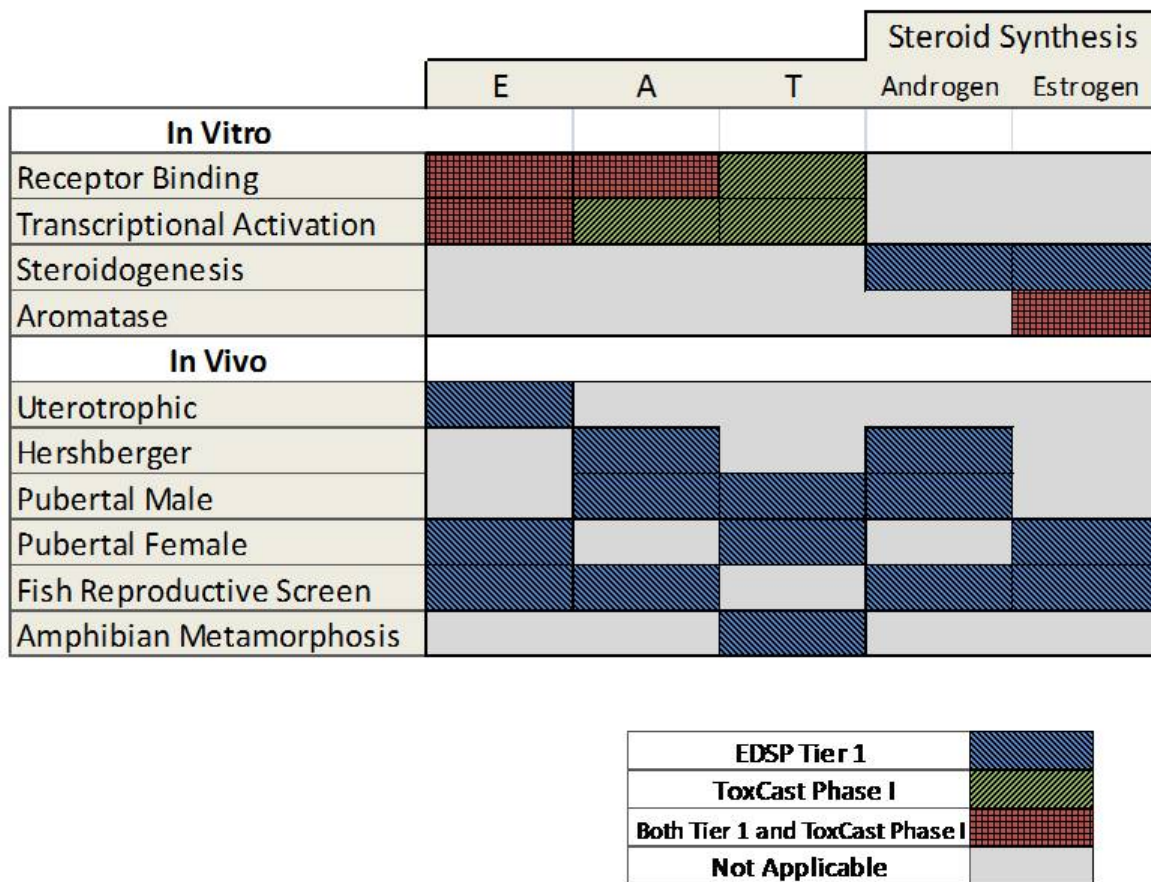 Steroid Synthesis
E A T Androgen Estrogen
In Vitro
Receptor Binding
Transcriptional Activation
Steroidogenesis
Aromatase
In Vivo
Uterotrophic
Hershberger
Pubertal Male
Pubertal Female
Fish Reproductive Screen
Amphibian Metamorphosis
EDSP Tier 1
ToxCast Phase I
Both Tier 1 and ToxCast Phase I
Not Applicable